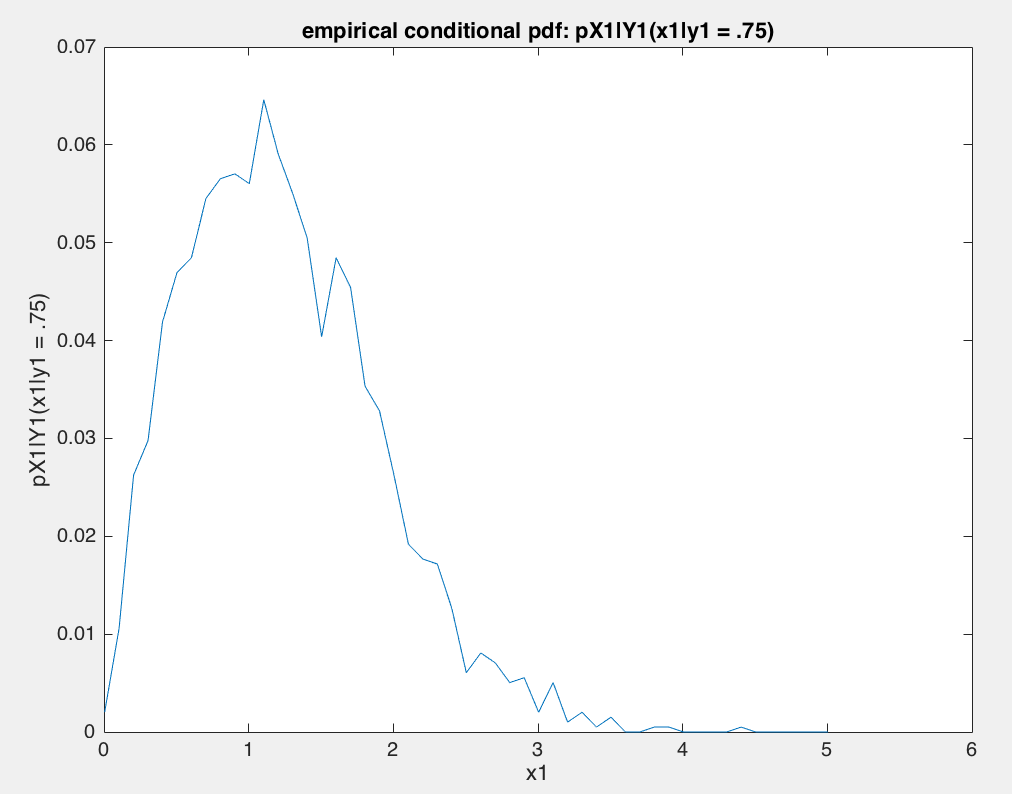 empirical conditional pdf: pX1|Y1(x1|y1 = .75)
0.07
0.06
0.05
0.04
0.03
0.02
0.01
0
pX1|Y1(x1|y1 = .75)
0 1 2 3 4 5 6
x1